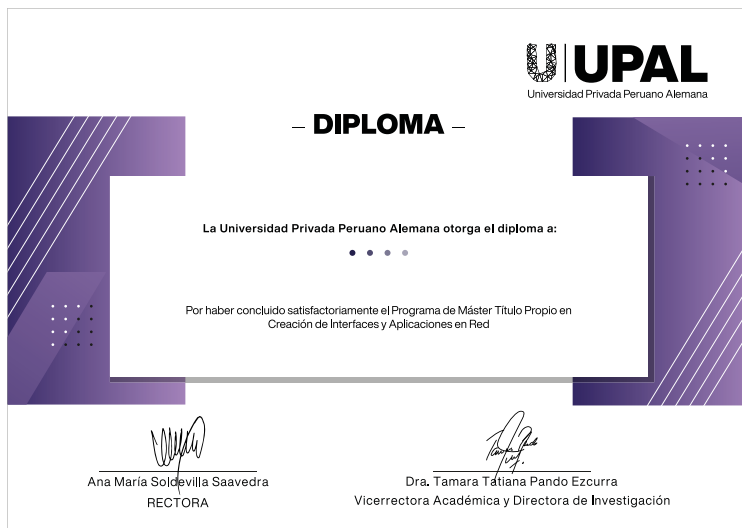 UPAL
Universidad Privada Peruano Alemana
– DIPLOMA –
La Universidad Privada Peruano Alemana otorga el diploma a:
Por haber concluido satisfactoriamente el Programa de Máster Título Propio en
Creación de Interfaces y Aplicaciones en Red
Ana María Soldevilla Saavedra
RECTORA
Dra. Tamara Tatiana Pando Ezcurra
Vicerrectora Académica y Directora de Investigación